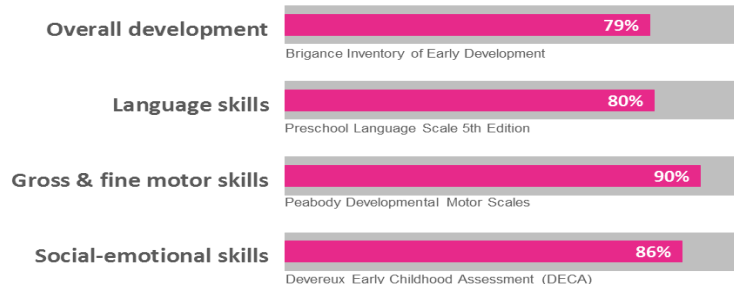 Overall development
79%
Brigance Inventory of Early Development
Language skills
80%
Preschool Language Scale 5th Edition
Gross & fine motor skills
90%
Peabody Developmental Motor Scales
Social-emotional skills
86%
Devereux Early Childhood Assessment (DECA)